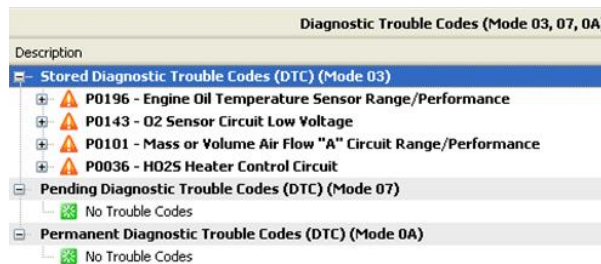 Diagnostic Trouble Codes (Mode 03, 07, 0A
Description
Stored Diagnostic Trouble Codes (DTC) (Mode 03)
P0196 - Engine Oil Temperature Sensor Range/Performance
P0143 - O2 Sensor Circuit Low Voltage
P0101 - Mass or Volume Air Flow "A" Circuit Range/Performance
P0036 - HO2S Heater Control Circuit
Pending Diagnostic Trouble Codes (DTC) (Mode 07)
No Trouble Codes
Permanent Diagnostic Trouble Codes (DTC) (Mode 0A)
No Trouble Codes